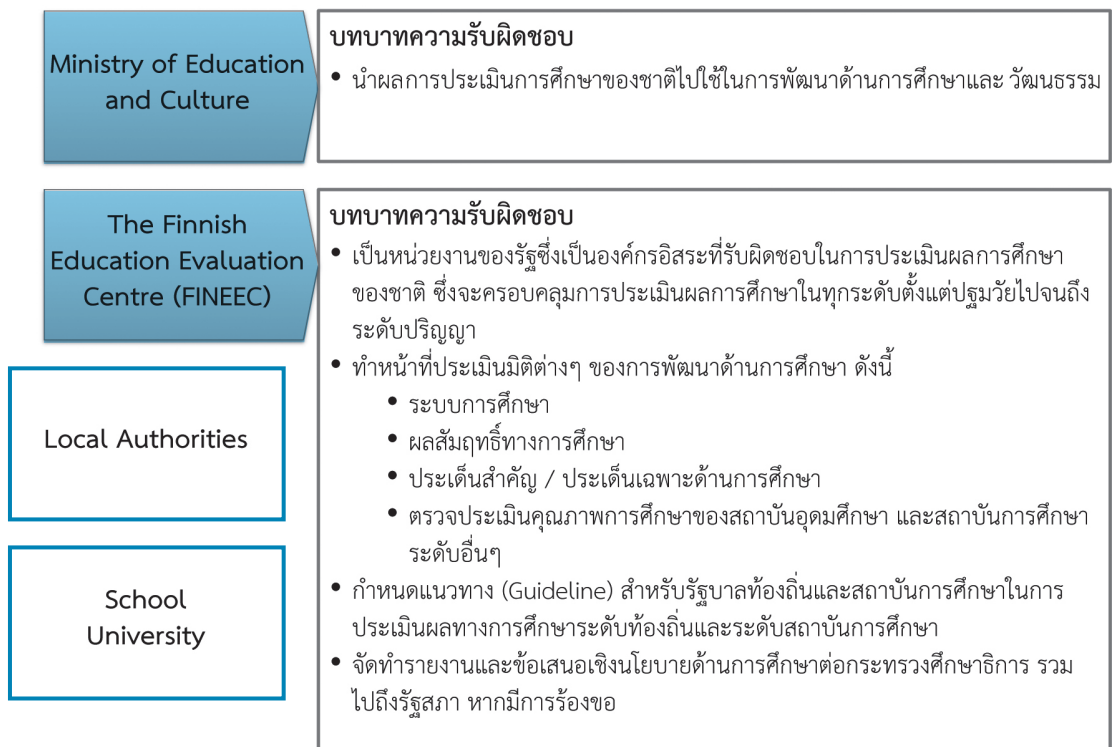 Ministry of Education
and Culture
บทบาทความรับผิดชอบ
• นำผลการประเมินการศึกษาของชาติไปใช้ในการพัฒนาด้านการศึกษาและ วัฒนธรรม
The Finnish
Education Evaluation
Centre (FINEEC)
บทบาทความรับผิดชอบ
• เป็นหน่วยงานของรัฐซึ่งเป็นองค์กรอิสระที่รับผิดชอบในการประเมินผลการศึกษา
ของชาติ ซึ่งจะครอบคลุมการประเมินผลการศึกษาในทุกระดับตั้งแต่ปฐมวัยไปจนถึง
ระดับปริญญา
• ทำหน้าที่ประเมินมิติต่างๆ ของการพัฒนาด้านการศึกษา ดังนี้
• ระบบการศึกษา
• ผลสัมฤทธิ์ทางการศึกษา
• ประเด็นสำคัญ / ประเด็นเฉพาะด้านการศึกษา
• ตรวจประเมินคุณภาพการศึกษาของสถาบันอุดมศึกษา และสถาบันการศึกษา
ระดับอื่นๆ
• กำหนดแนวทาง (Guideline) สำหรับรัฐบาลท้องถิ่นและสถาบันการศึกษาในการ
ประเมินผลทางการศึกษาระดับท้องถิ่นและระดับสถาบันการศึกษา
• จัดทำรายงานและข้อเสนอเชิงนโยบายด้านการศึกษาต่อกระทรวงศึกษาธิการ รวม
ไปถึงรัฐสภา หากมีการร้องขอ
Local Authorities
School
University